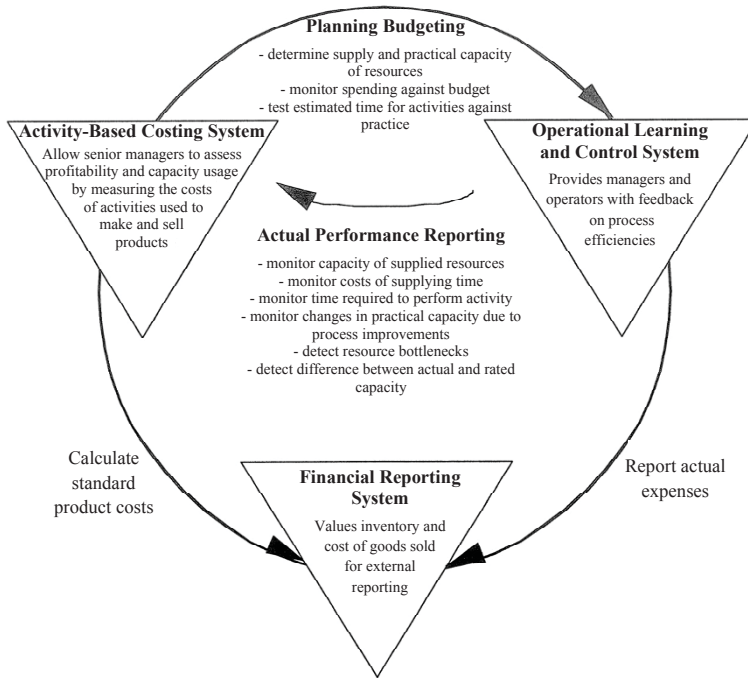 Planning Budgeting
- determine supply and practical capacity
of resources
- monitor spending against budget
- test estimated time for activities against
practice
Activity-Based Costing System
Allow senior managers to assess
profitability and capacity usage
by measuring the costs
of activities used to
make and sell
products
Operational Learning
and Control System
Provides managers and
operators with feedback
on process
efficiencies
Actual Performance Reporting
- monitor capacity of supplied resources
- monitor costs of supplying time
- monitor time required to perform activity
- monitor changes in practical capacity due to
process improvements
- detect resource bottlenecks
- detect difference between actual and rated
capacity
Calculate
standard
product costs
Report actual
expenses
Financial Reporting
System
Values inventory and
cost of goods sold
for external
reporting